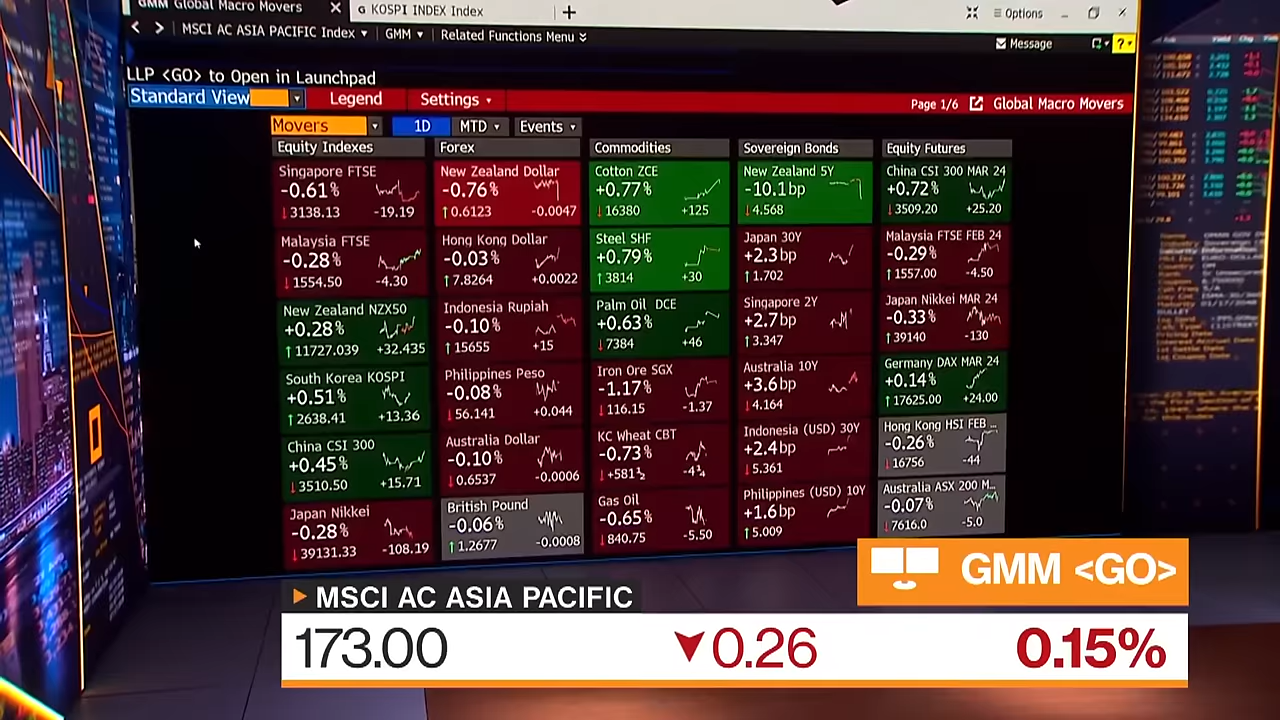 GMM Global Macro Movers
G KOSPI INDEX Index
Options
MSCI AC ASIA PACIFIC Index
GMM
Related Functions Menu
Message
?
LLP <GO> to Open in Launchpad
Standard View
Legend
Settings
Page 1/6
Global Macro Movers
Movers
1D
MTD
Events
Equity Indexes
Singapore FTSE
-0.61%
3138.13 -19.19
Malaysia FTSE
-0.28%
1554.50 -4.30
New Zealand NZX50
+0.28%
11727.039 +32.435
South Korea KOSPI
+0.51%
2638.41 +13.36
China CSI 300
+0.45%
3510.50 +15.71
Japan Nikkei
-0.28%
39131.33 -108.19
Forex
New Zealand Dollar
-0.76%
0.6123 -0.0047
Hong Kong Dollar
-0.03%
7.8264 +0.0022
Indonesia Rupiah
-0.10%
15655 +15
Philippines Peso
-0.08%
56.141 +0.044
Australia Dollar
-0.10%
0.6537 -0.0006
British Pound
-0.06%
1.2677 -0.0008
Commodities
Cotton ZCE
+0.77%
16380 +125
Steel SHF
+0.79%
3814 +30
Palm Oil DCE
+0.63%
7384 +46
Iron Ore SGX
-1.17%
116.15 -1.37
KC Wheat CBT
-0.73%
+581½ -4¼
Gas Oil
-0.65%
840.75 -5.50
Sovereign Bonds
New Zealand 5Y
-10.1bp
4.568
Japan 30Y
+2.3bp
1.702
Singapore 2Y
+2.7bp
3.347
Australia 10Y
+3.6bp
4.164
Indonesia (USD) 30Y
+2.4bp
5.361
Philippines (USD) 10Y
+1.6bp
5.009
Equity Futures
China CSI 300 MAR 24
+0.72%
3509.20 +25.20
Malaysia FTSE FEB 24
-0.29%
1557.00 -4.50
Japan Nikkei MAR 24
-0.33%
39140 -130
Germany DAX MAR 24
+0.14%
17625.00 +24.00
Hong Kong HSI FEB ...
-0.26%
16756 -44
Australia ASX 200 M...
-0.07%
7616.0 -5.0
GMM <GO>
MSCI AC ASIA PACIFIC
173.00 0.26 0.15%